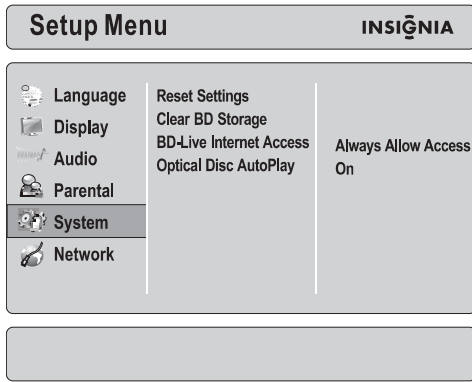 Setup Menu
INSIGNIA
Language
Display
Audio
Parental
System
Network
Reset Settings
Clear BD Storage
BD-Live Internet Access
Optical Disc AutoPlay
Always Allow Access
On